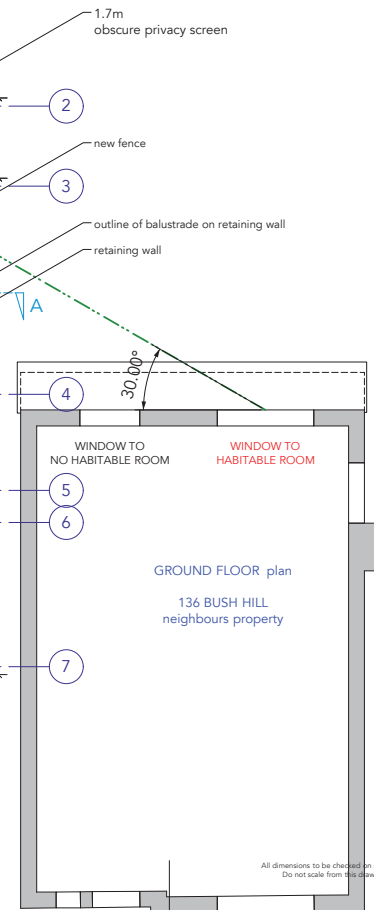 1.7m
obscure privacy screen
2
new fence
3
outline of balustrade on retaining wall
retaining wall
A
30.00°
4
WINDOW TO
NO HABITABLE ROOM
WINDOW TO
HABITABLE ROOM
5
6
GROUND FLOOR plan
136 BUSH HILL
neighbours property
7
All dimensions to be checked on
Do not scale from this